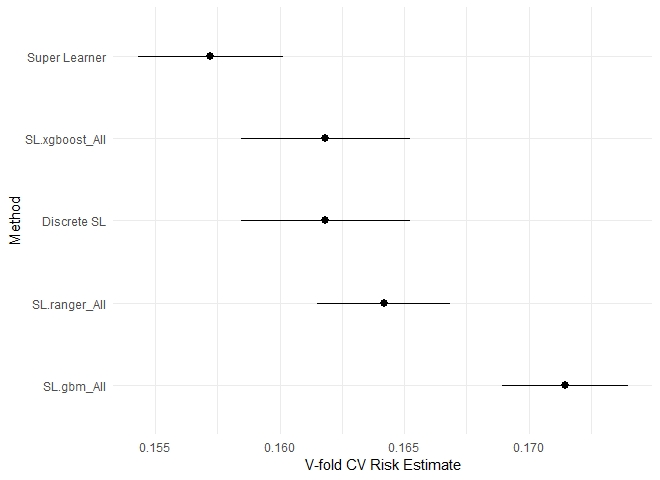 Super Learner
SL.xgboost_All
Discrete SL
SL.ranger_All
SL.gbm_All
Method
0.155 0.160 0.165 0.170
V-fold CV Risk Estimate